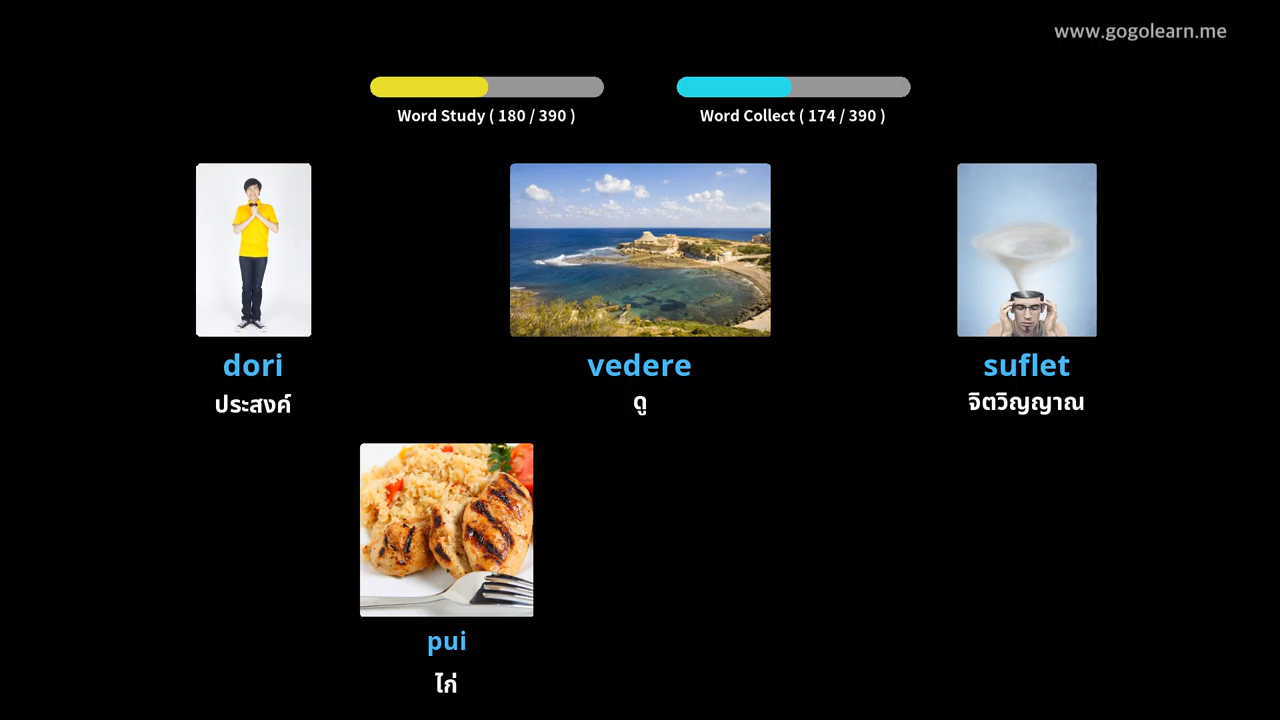 www.gogolearn.me
Word Study ( 180 / 390 )
Word Collect ( 174 / 390 )
dori
ประสงค์
vedere
ดู
suflet
จิตวิญญาณ
pui
ไก่